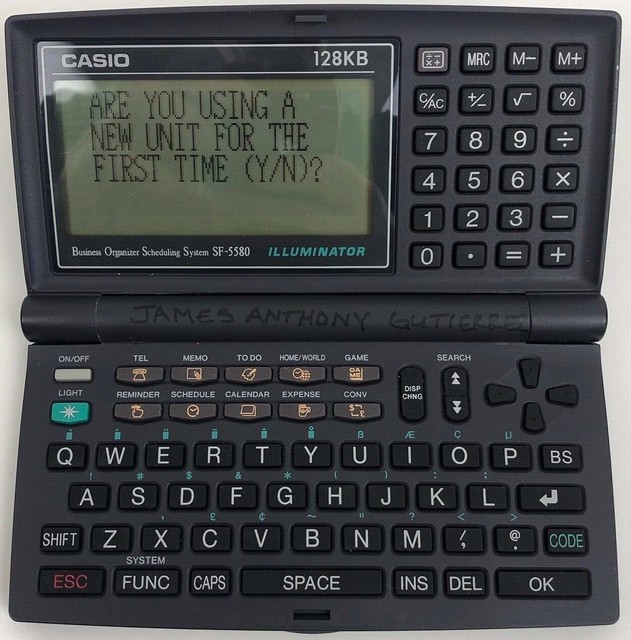 CASIO 128KB
ARE YOU USING A
NEW UNIT FOR THE
FIRST TIME (Y/N)?
Business Organizer Scheduling System SF-5580 ILLUMINATOR
MRC M− M+
C/AC +/− √ %
7 8 9 ÷
4 5 6 ×
1 2 3 −
0 · = +
JAMES ANTHONY GUTIERREZ
ON/OFF TEL MEMO TO DO HOME/WORLD GAME SEARCH
GAME
LIGHT REMINDER SCHEDULE CALENDAR EXPENSE CONV DISP CHNG
ß Æ Ç
Q W E R T Y U I O P BS
! # $ & * ( ) ; :
A S D F G H J K L
' £ ¢ ~ " ? < >
SHIFT Z X C V B N M , @ CODE
SYSTEM
ESC FUNC CAPS SPACE INS DEL OK